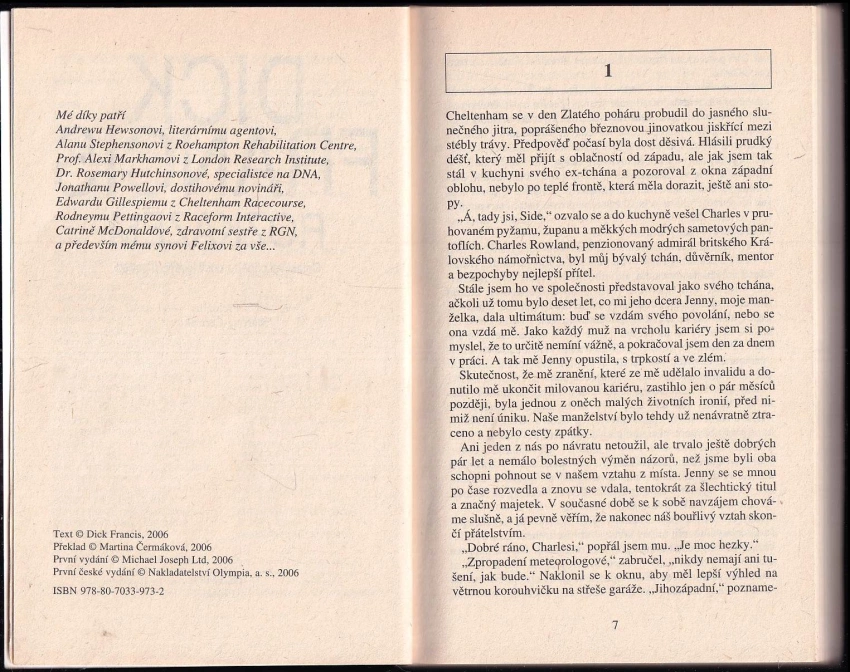 Mé díky patří
Andrewu Hewsonovi, literárnímu agentovi,
Alanu Stephensonovi z Roehampton Rehabilitation Centre,
Prof. Alexi Markhamovi z London Research Institute,
Dr. Rosemary Hutchinsonové, specialistce na DNA,
Jonathanu Powellovi, dostihovému novináři,
Edwardu Gillespiemu z Cheltenham Racecourse,
Rodneymu Pettingaovi z Raceform Interactive,
Catrině McDonaldové, zdravotní sestře z RGN,
a především mému synovi Felixovi za vše...
Text © Dick Francis, 2006
Překlad © Martina Čermáková, 2006
První vydání © Michael Joseph Ltd, 2006
První české vydání © Nakladatelství Olympia, a. s., 2006
ISBN 978-80-7033-973-2
1
Cheltenham se v den Zlatého poháru probudil do jasného slu-
nečného jitra, poprášeného březnovou jinovatkou jiskřící mezi
stébly trávy. Předpověď počasí byla dost děsivá. Hlásili prudký
déšť, který měl přijít s oblačností od západu, ale jak jsem tak
stál v kuchyni svého ex-tchána a pozoroval z okna západní
oblohu, nebylo po teplé frontě, která měla dorazit, ještě ani sto-
py.
„Á, tady jsi, Side,“ ozvalo se a do kuchyně vešel Charles v pru-
hovaném pyžamu, županu a měkkých modrých sametových pan-
toflích. Charles Rowland, penzionovaný admirál britského Krá-
lovského námořnictva, byl můj bývalý tchán, důvěrník, mentor
a bezpochyby nejlepší přítel.
Stále jsem ho ve společnosti představoval jako svého tchána,
ačkoli už tomu bylo deset let, co mi jeho dcera Jenny, moje man-
želka, dala ultimátum: buď se vzdám svého povolání, nebo se
ona vzdá mě. Jako každý muž na vrcholu kariéry jsem si po-
myslel, že to určitě nemíní vážně, a pokračoval jsem den za dnem
v práci. A tak mě Jenny opustila, s trpkostí a ve zlém.
Skutečnost, že mě zranění, které ze mě udělalo invalidu a do-
nutilo mě ukončit milovanou kariéru, zastihlo jen o pár měsíců
později, byla jednou z oněch malých životních ironií, před ni-
miž není úniku. Naše manželství bylo tehdy už nenávratně ztra-
ceno a nebylo cesty zpátky.
Ani jeden z nás po návratu netoužil, ale trvalo ještě dobrých
pár let a nemálo bolestných výměn názorů, než jsme byli oba
schopni pohnout se v našem vztahu z místa. Jenny se se mnou
po čase rozvedla a znovu se vdala, tentokrát za šlechtický titul
a značný majetek. V současné době se k sobě navzájem chová-
me slušně, a já pevně věřím, že nakonec náš bouřlivý vztah skon-
čí přátelstvím.
„Dobré ráno, Charlesi,“ popřál jsem mu. „Je moc hezky.“
„Zpropadení meteorologové,“ zabručel, „nikdy nemají ani tu-
šení, jak bude.“ Naklonil se k oknu, aby měl lepší výhled na
větrnou korouhvičku na střeše garáže. „Jihozápadní,“ pozname-
7